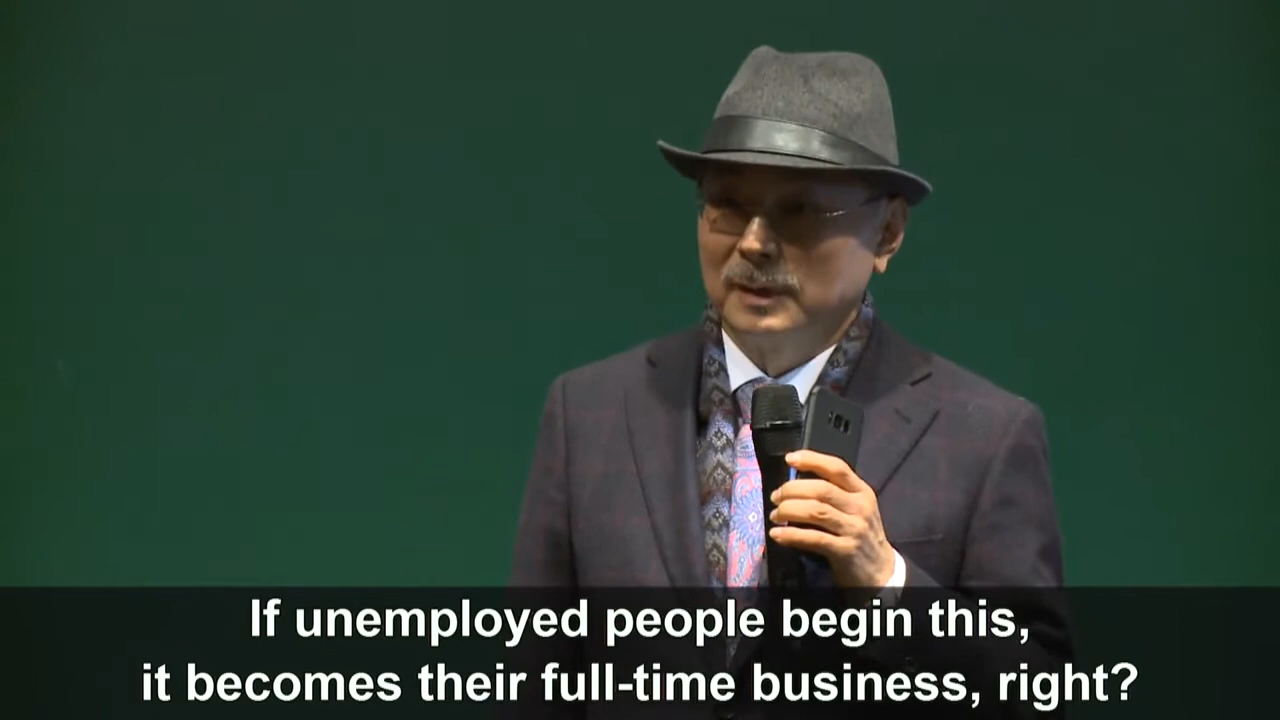 If unemployed people begin this,
it becomes their full-time business, right?